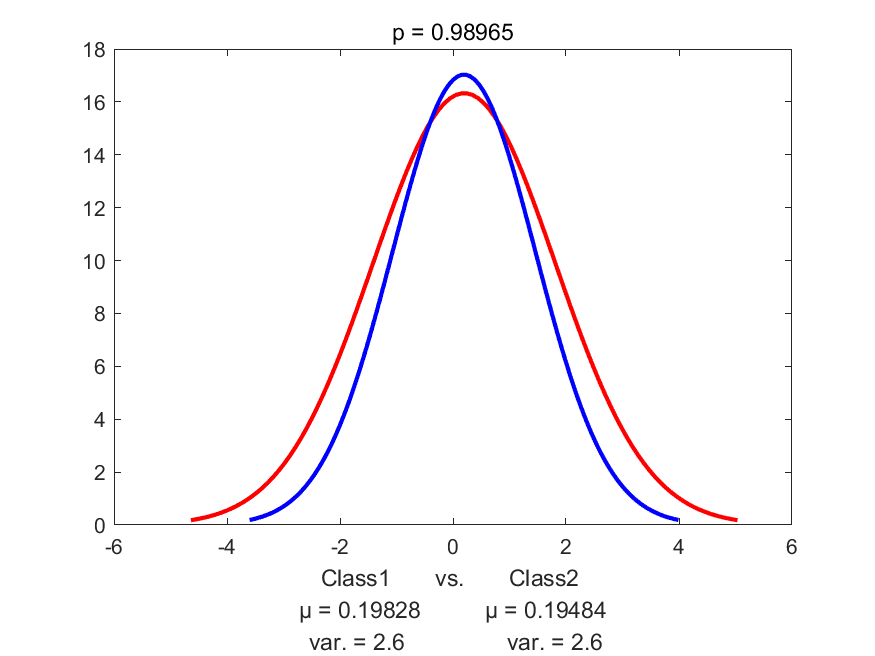 p = 0.98965
18
16
14
12
10
8
6
4
2
0
-6 -4 -2 0 2 4 6
Class1 vs. Class2
μ = 0.19828 μ = 0.19484
var. = 2.6 var. = 2.6